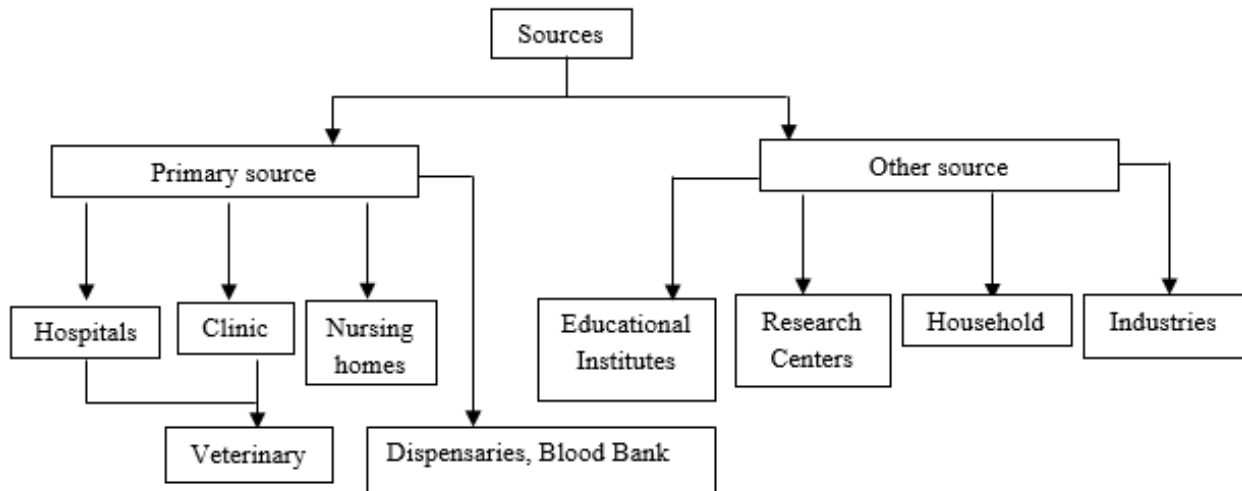 Sources
Primary source
Other source
Hospitals
Clinic
Nursing
homes
Educational
Institutes
Research
Centers
Household
Industries
Veterinary
Dispensaries, Blood Bank